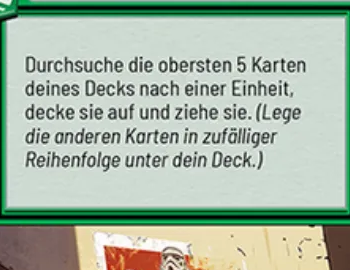 Durchsuche die obersten 5 Karten
deines Decks nach einer Einheit,
decke sie auf und ziehe sie. (Lege
die anderen Karten in zufälliger
Reihenfolge unter dein Deck.)